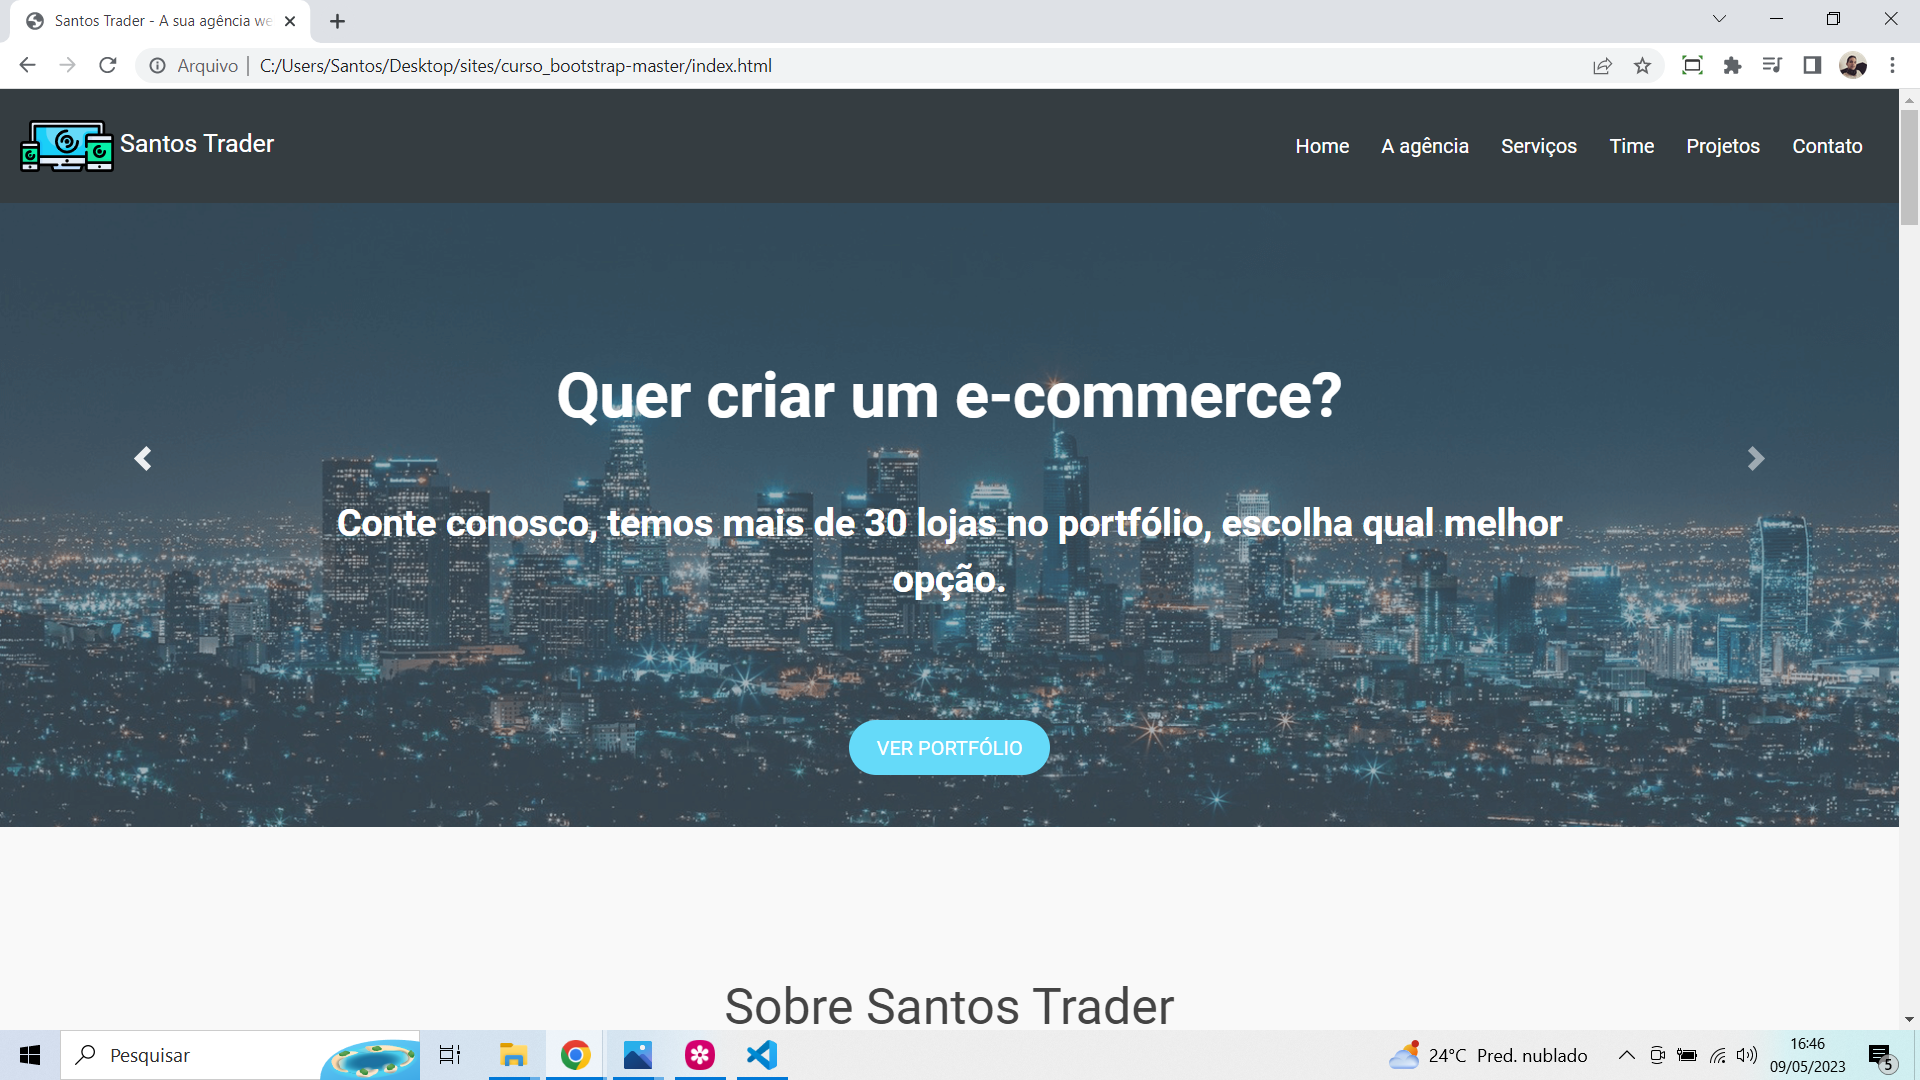 Santos Trader - A sua agência we
Arquivo
C:/Users/Santos/Desktop/sites/curso_bootstrap-master/index.html
Santos Trader
Home
A agência
Serviços
Time
Projetos
Contato
Quer criar um e-commerce?
Conte conosco, temos mais de 30 lojas no portfólio, escolha qual melhor
opção.
VER PORTFÓLIO
Sobre Santos Trader
Pesquisar
24°C Pred. nublado
16:46
09/05/2023
5